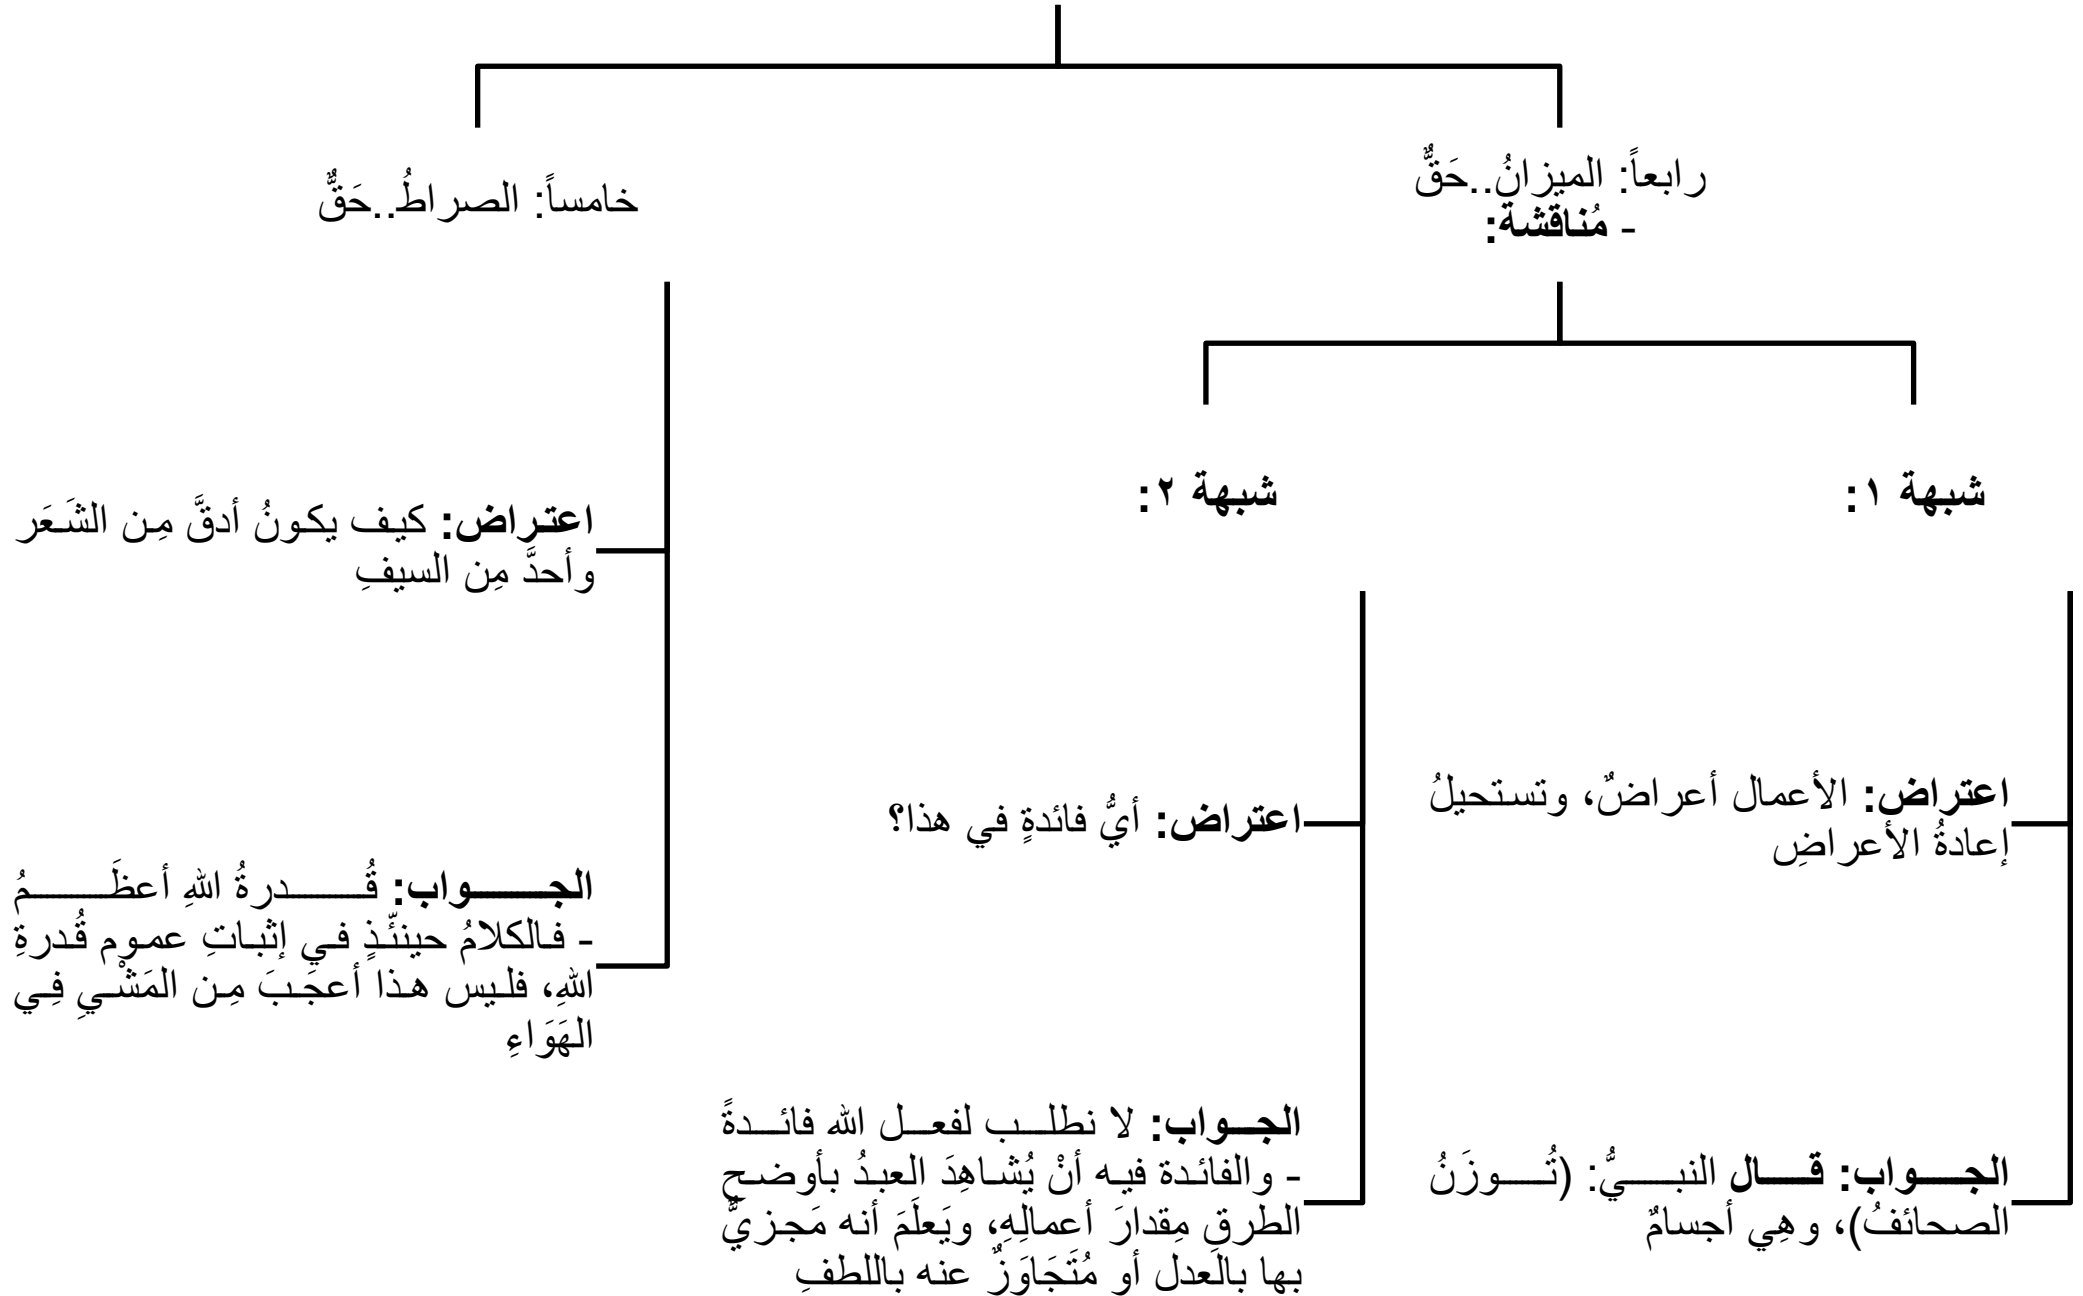 رابعاً: الميزانُ..حَقٌّ
- مُناقشة:
شبهة ١:
اعتراض: الأعمال أعراضٌ، وتستحيلُ
إعادةُ الأعراضِ
الجواب: قال النبيُّ: (تُوزَنُ
الصحائفُ)، وهِي أجسامٌ
شبهة ٢:
اعتراض: أيُّ فائدةٍ في هذا؟
الجواب: لا نطلب لفعل الله فائدةً
- والفائدة فيه أنْ يُشاهِدَ العبدُ بأوضحِ
الطرقِ مِقدارَ أعمالِهِ، ويَعلَمَ أنه مَجزيٌّ
بها بالعدل أو مُتَجَاوَزٌ عنه باللطفِ
خامساً: الصراطُ..حَقٌّ
اعتراض: كيف يكونُ أدقَّ مِن الشَعَر
وأحدَّ مِن السيفِ
الجواب: قُدرةُ اللهِ أعظَمُ
- فالكلامُ حينئّذٍ في إثباتِ عموم قُدرةِ
اللهِ، فليس هذا أعجَبَ مِن المَشْيِ فِي
الهَوَاءِ